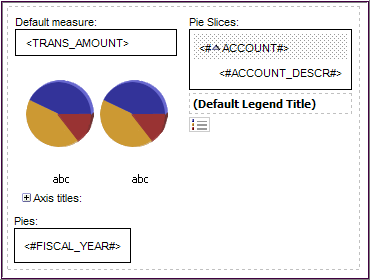 Default measure:
<TRANS_AMOUNT>
abc abc
Axis titles:
Pies:
<#FISCAL_YEAR#>
Pie Slices:
<#ACCOUNT#>
<#ACCOUNT_DESCR#>
(Default Legend Title)